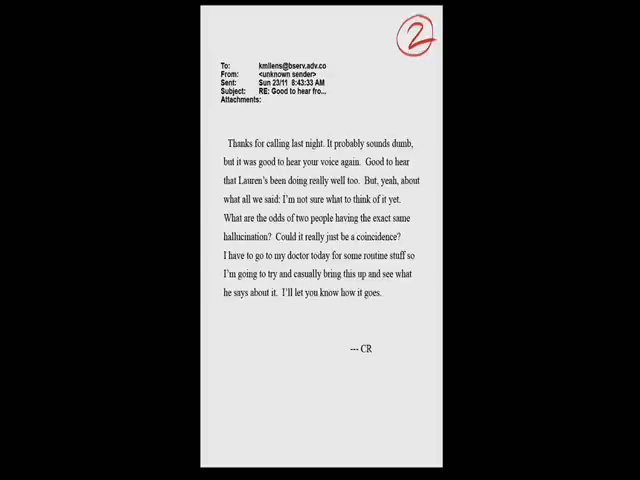 2
To: kmilens@bserv.adv.co
From: <unknown sender>
Sent: Sun 23/11 8:43:33 AM
Subject: RE: Good to hear fro...
Attachments:
Thanks for calling last night. It probably sounds dumb,
but it was good to hear your voice again. Good to hear
that Lauren's been doing really well too. But, yeah, about
what all we said: I'm not sure what to think of it yet.
What are the odds of two people having the exact same
hallucination? Could it really just be a coincidence?
I have to go to my doctor today for some routine stuff so
I'm going to try and casually bring this up and see what
he says about it. I'll let you know how it goes.
--- CR